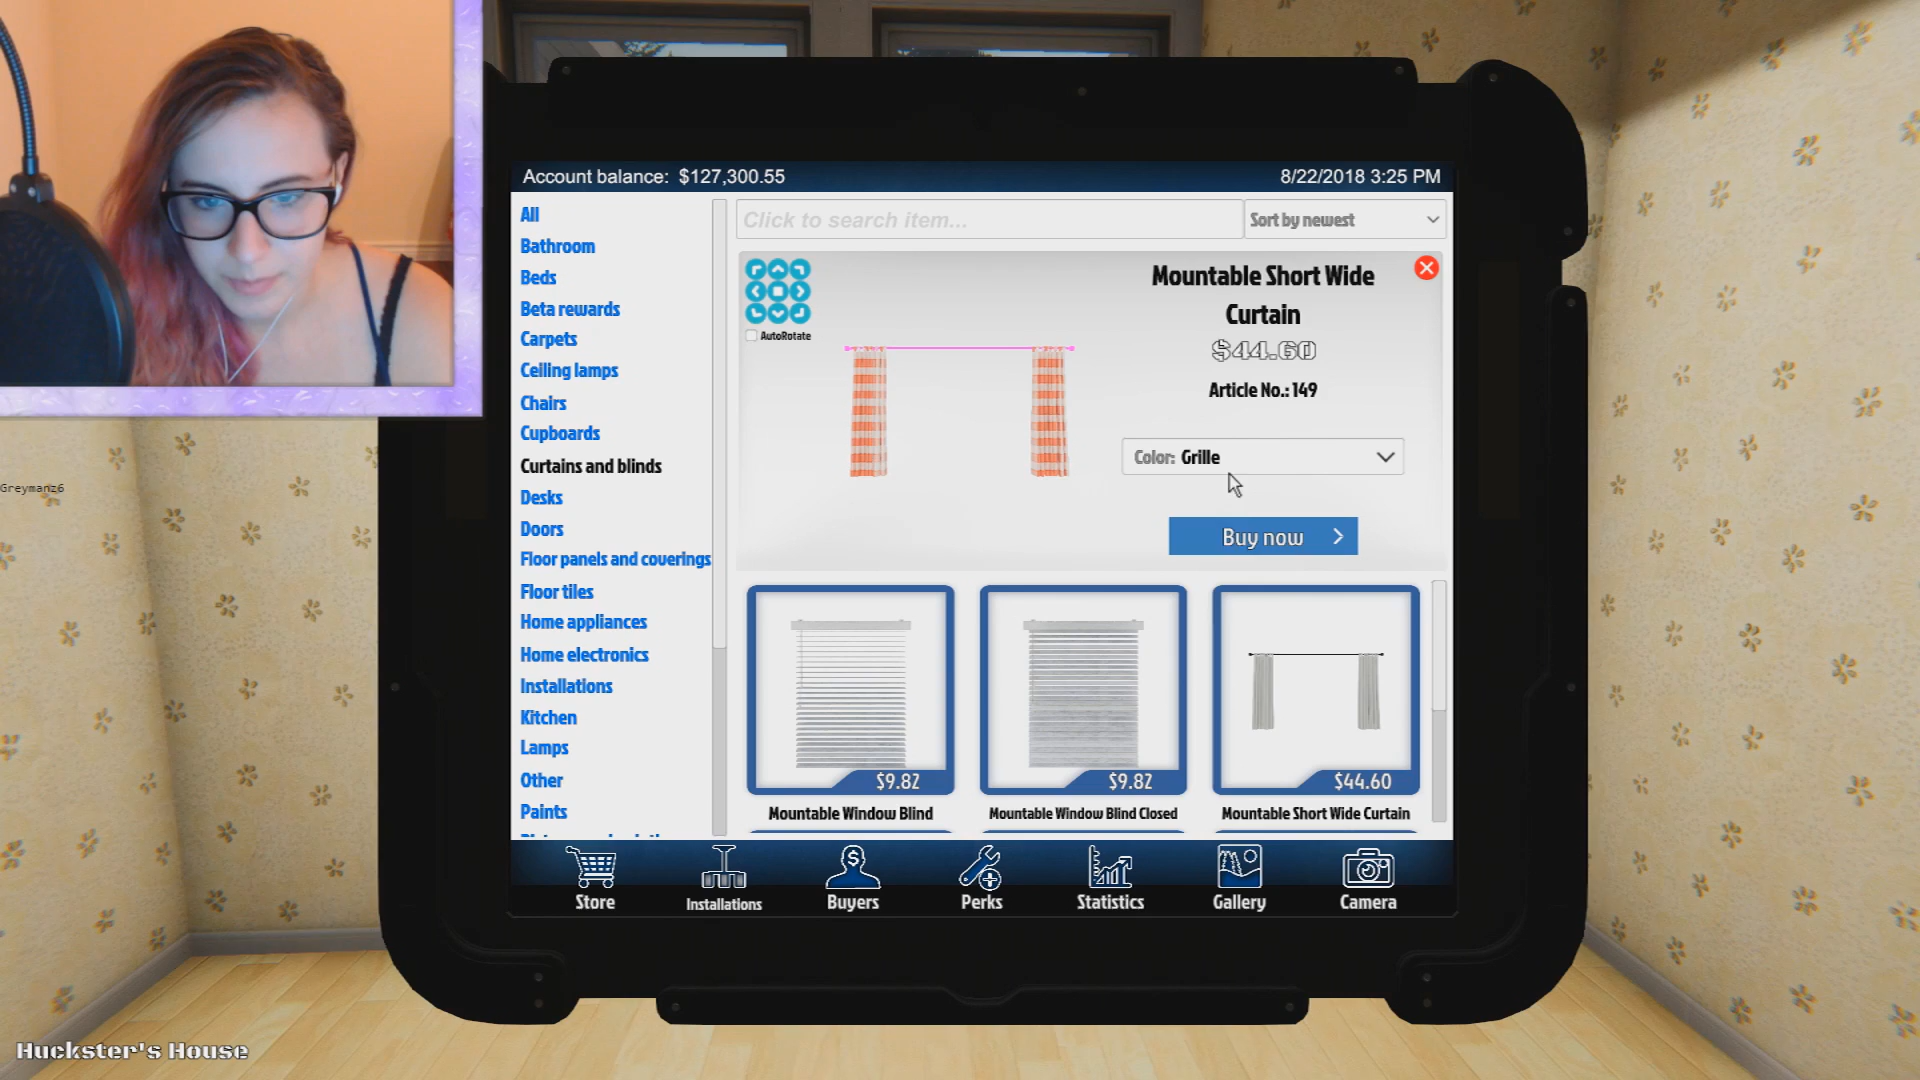 Account balance: $127,300.55
8/22/2018 3:25 PM
All
Bathroom
Beds
Beta rewards
Carpets
Ceiling lamps
Chairs
Cupboards
Curtains and blinds
Desks
Doors
Floor panels and coverings
Floor tiles
Home appliances
Home electronics
Installations
Kitchen
Lamps
Other
Paints
Click to search item...
Sort by newest
AutoRotate
Mountable Short Wide
Curtain
$44.60
Article No.: 149
Color: Grille
Buy now
$9.82
$9.82
$44.60
Mountable Window Blind
Mountable Window Blind Closed
Mountable Short Wide Curtain
Store
Installations
Buyers
Perks
Statistics
Gallery
Camera
Greymanz6
Huckster's House